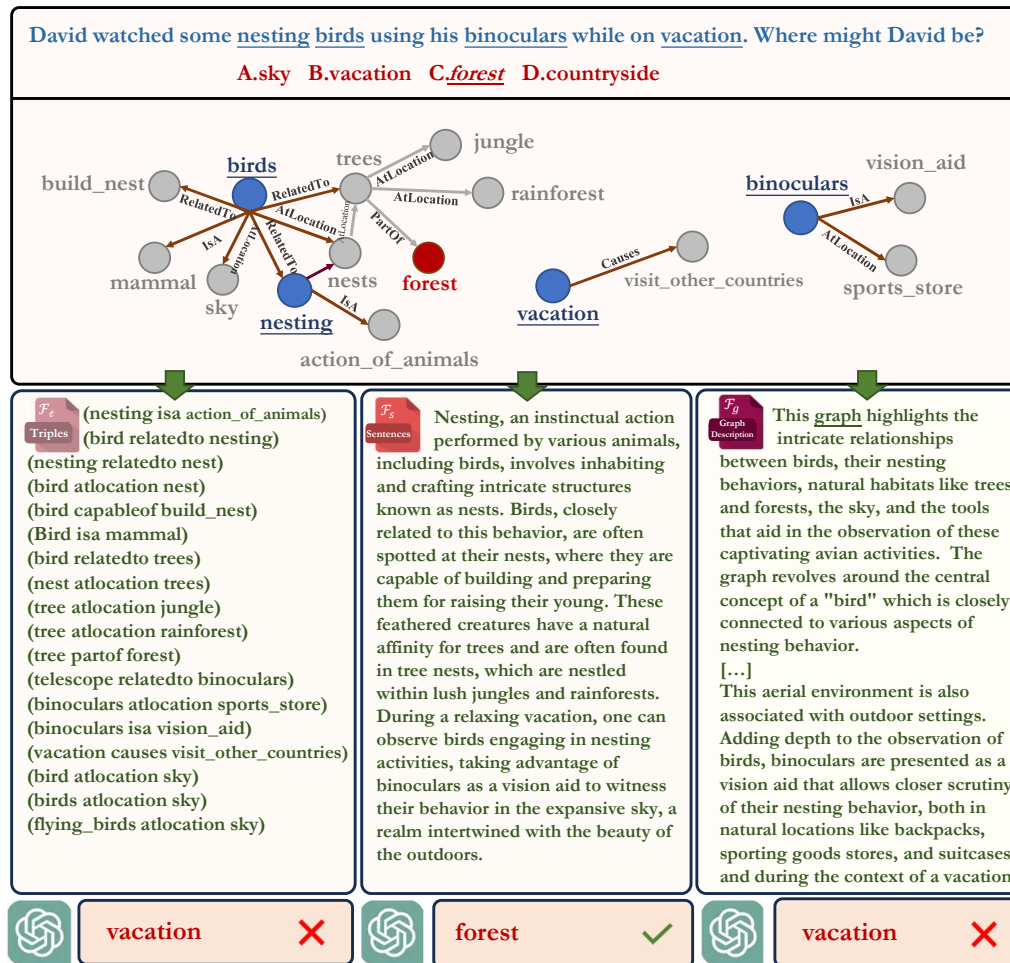 David watched some nesting birds using his binoculars while on vacation. Where might David be?
A.sky B.vacation C.forest D.countryside
jungle
trees
AtLocation
birds
build_nest
RelatedTo
RelatedTo
AtLocation
rainforest
AtLocation
AtLocation
PartOf
IsA
AtLocation
RelatedTo
mammal
sky
nests
forest
nesting
IsA
action_of_animals
vision_aid
binoculars
IsA
AtLocation
Causes
visit_other_countries
sports_store
vacation
Ft
Triples
(nesting isa action_of_animals)
(bird relatedto nesting)
(nesting relatedto nest)
(bird atlocation nest)
(bird capableof build_nest)
(Bird isa mammal)
(bird relatedto trees)
(nest atlocation trees)
(tree atlocation jungle)
(tree atlocation rainforest)
(tree partof forest)
(telescope relatedto binoculars)
(binoculars atlocation sports_store)
(binoculars isa vision_aid)
(vacation causes visit_other_countries)
(bird atlocation sky)
(birds atlocation sky)
(flying_birds atlocation sky)
Fs
Sentences
Nesting, an instinctual action
performed by various animals,
including birds, involves inhabiting
and crafting intricate structures
known as nests. Birds, closely
related to this behavior, are often
spotted at their nests, where they are
capable of building and preparing
them for raising their young. These
feathered creatures have a natural
affinity for trees and are often found
in tree nests, which are nestled
within lush jungles and rainforests.
During a relaxing vacation, one can
observe birds engaging in nesting
activities, taking advantage of
binoculars as a vision aid to witness
their behavior in the expansive sky, a
realm intertwined with the beauty of
the outdoors.
Fg
Graph
Description
This graph highlights the
intricate relationships
between birds, their nesting
behaviors, natural habitats like trees
and forests, the sky, and the tools
that aid in the observation of these
captivating avian activities. The
graph revolves around the central
concept of a "bird" which is closely
connected to various aspects of
nesting behavior.
[...]
This aerial environment is also
associated with outdoor settings.
Adding depth to the observation of
birds, binoculars are presented as a
vision aid that allows closer scrutiny
of their nesting behavior, both in
natural locations like backpacks,
sporting goods stores, and suitcases
and during the context of a vacation
vacation
forest
vacation